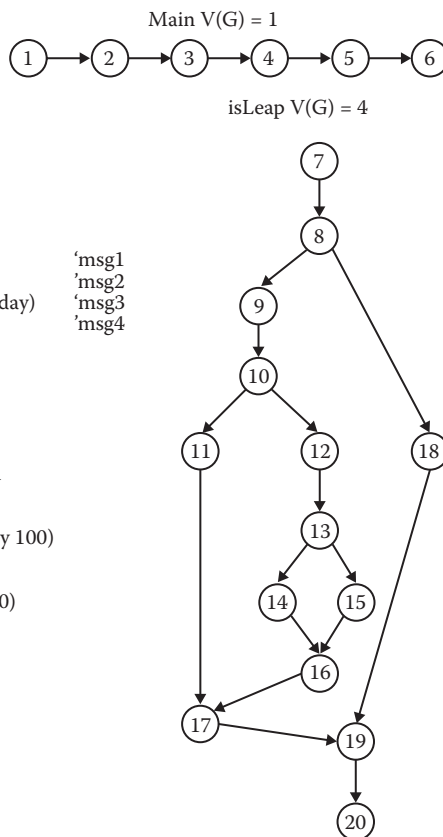 Main V(G) = 1
1 2 3 4 5 6
isLeap V(G) = 4
7
8
'msg1
'msg2
day) 'msg3
'msg4
9
10
11 12 18
y 100)
13
0)
14 15
16
17
19
20